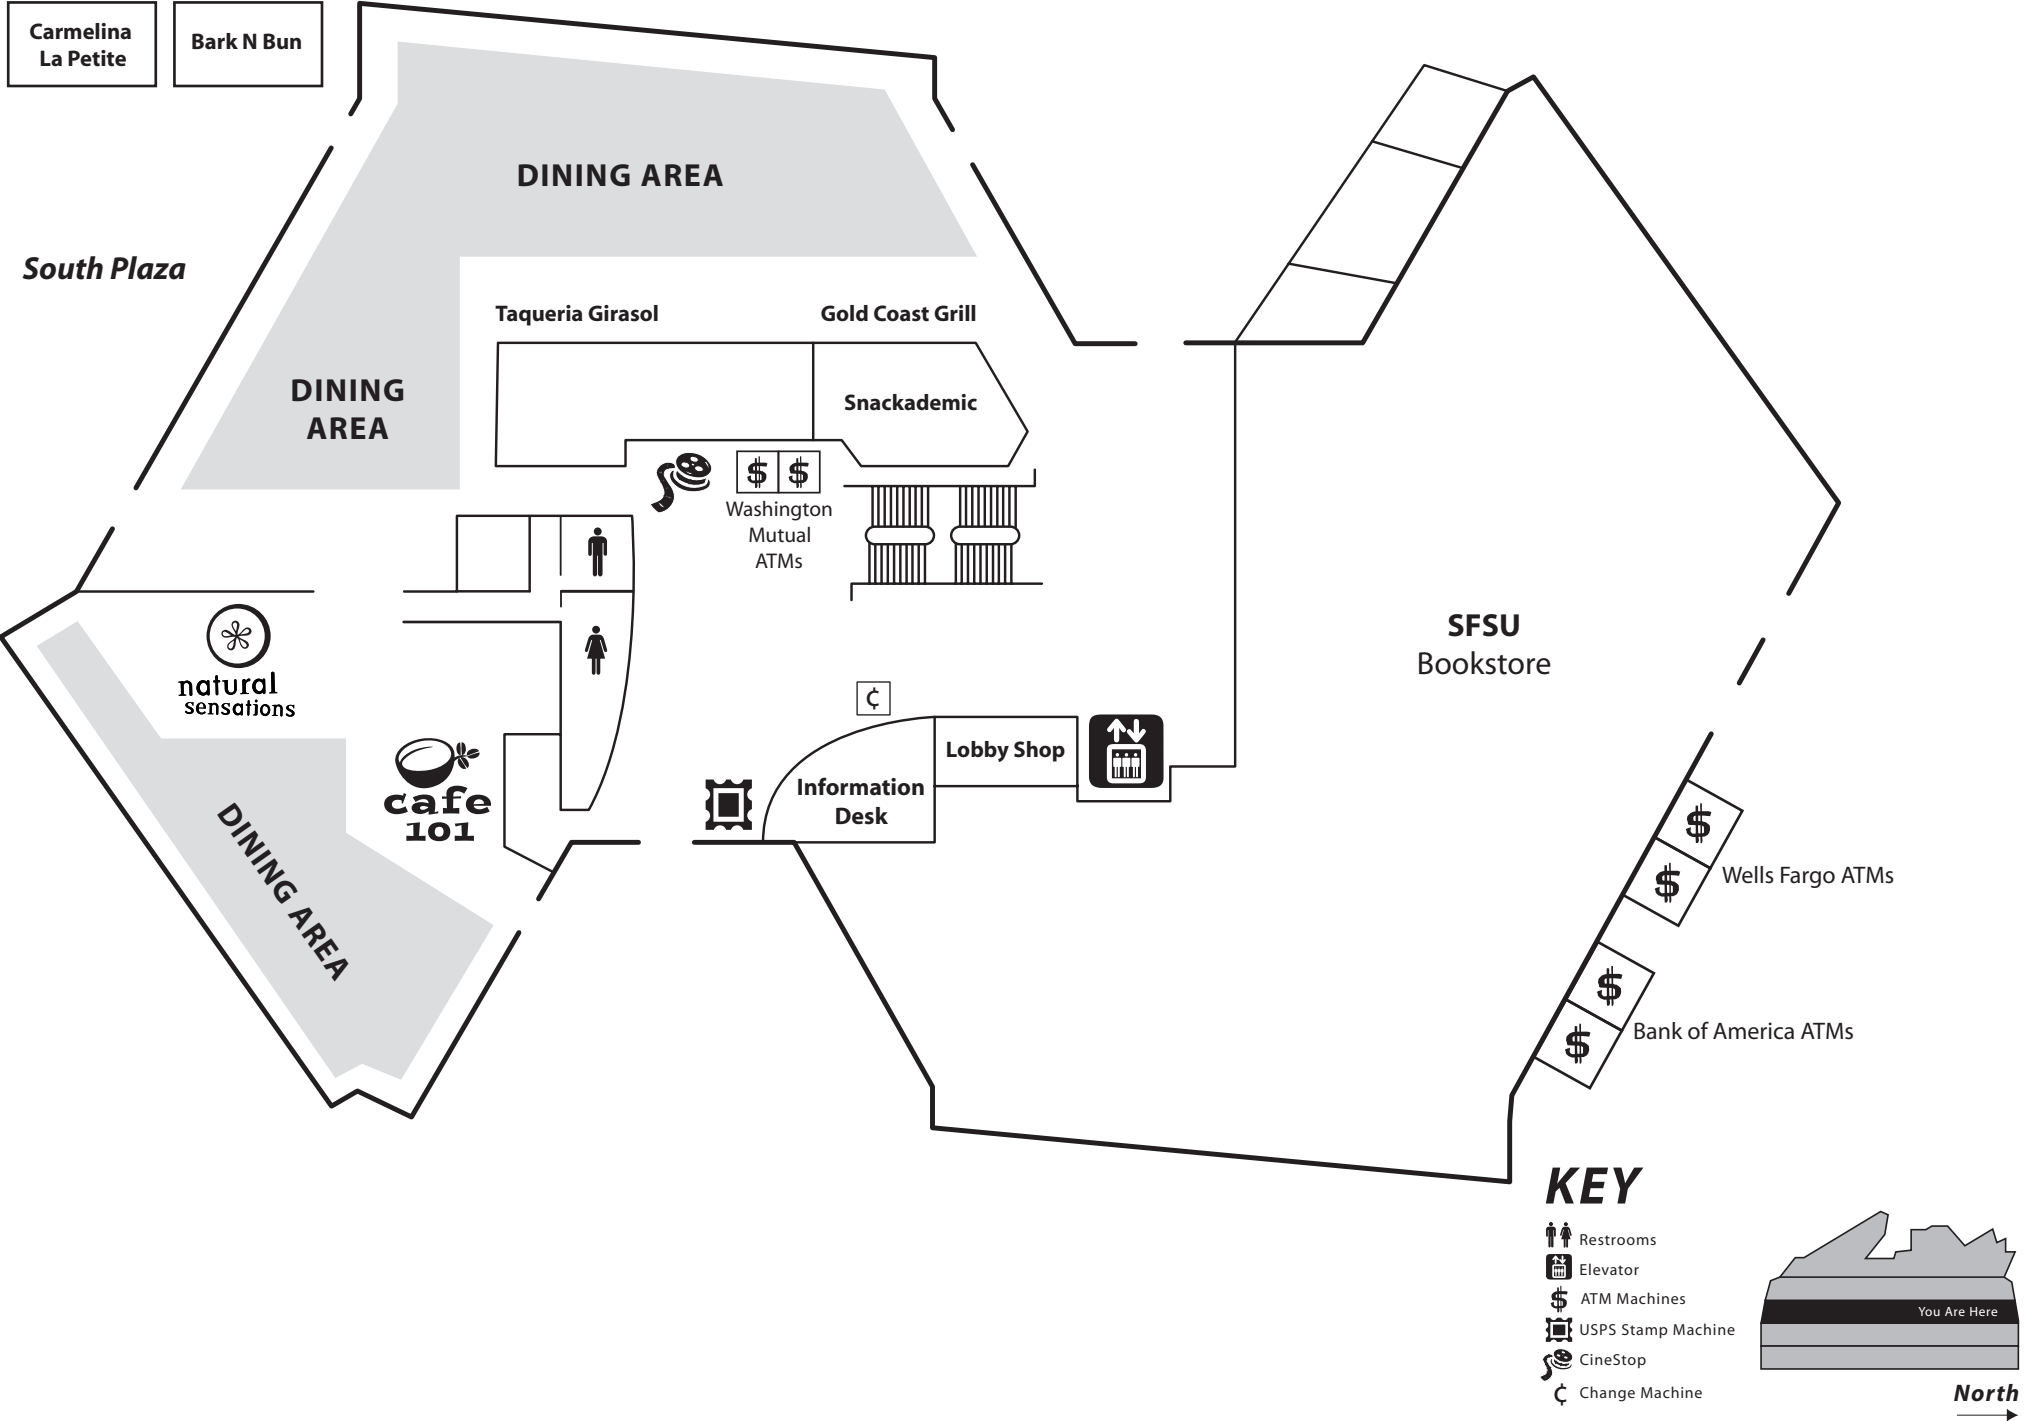 Carmelina
La Petite
Bark N Bun
DINING AREA
South Plaza
Taqueria Girasol
Gold Coast Grill
DINING
AREA
Snackademic
$ $
Washington
Mutual
ATMs
natural
sensations
SFSU
Bookstore
¢
Lobby Shop
Information
Desk
cafe
101
DINING AREA
$
$
Wells Fargo ATMs
$
$
Bank of America ATMs
KEY
Restrooms
Elevator
$ ATM Machines
USPS Stamp Machine
CineStop
¢ Change Machine
You Are Here
North